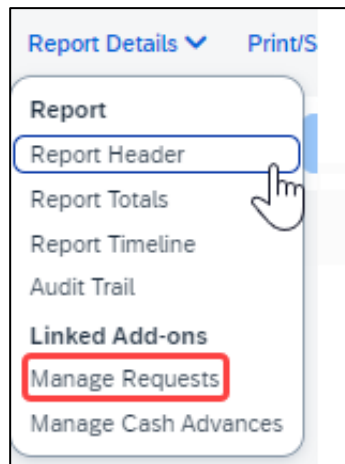 Report Details Print/S
Report
Report Header
Report Totals
Report Timeline
Audit Trail
Linked Add-ons
Manage Requests
Manage Cash Advances